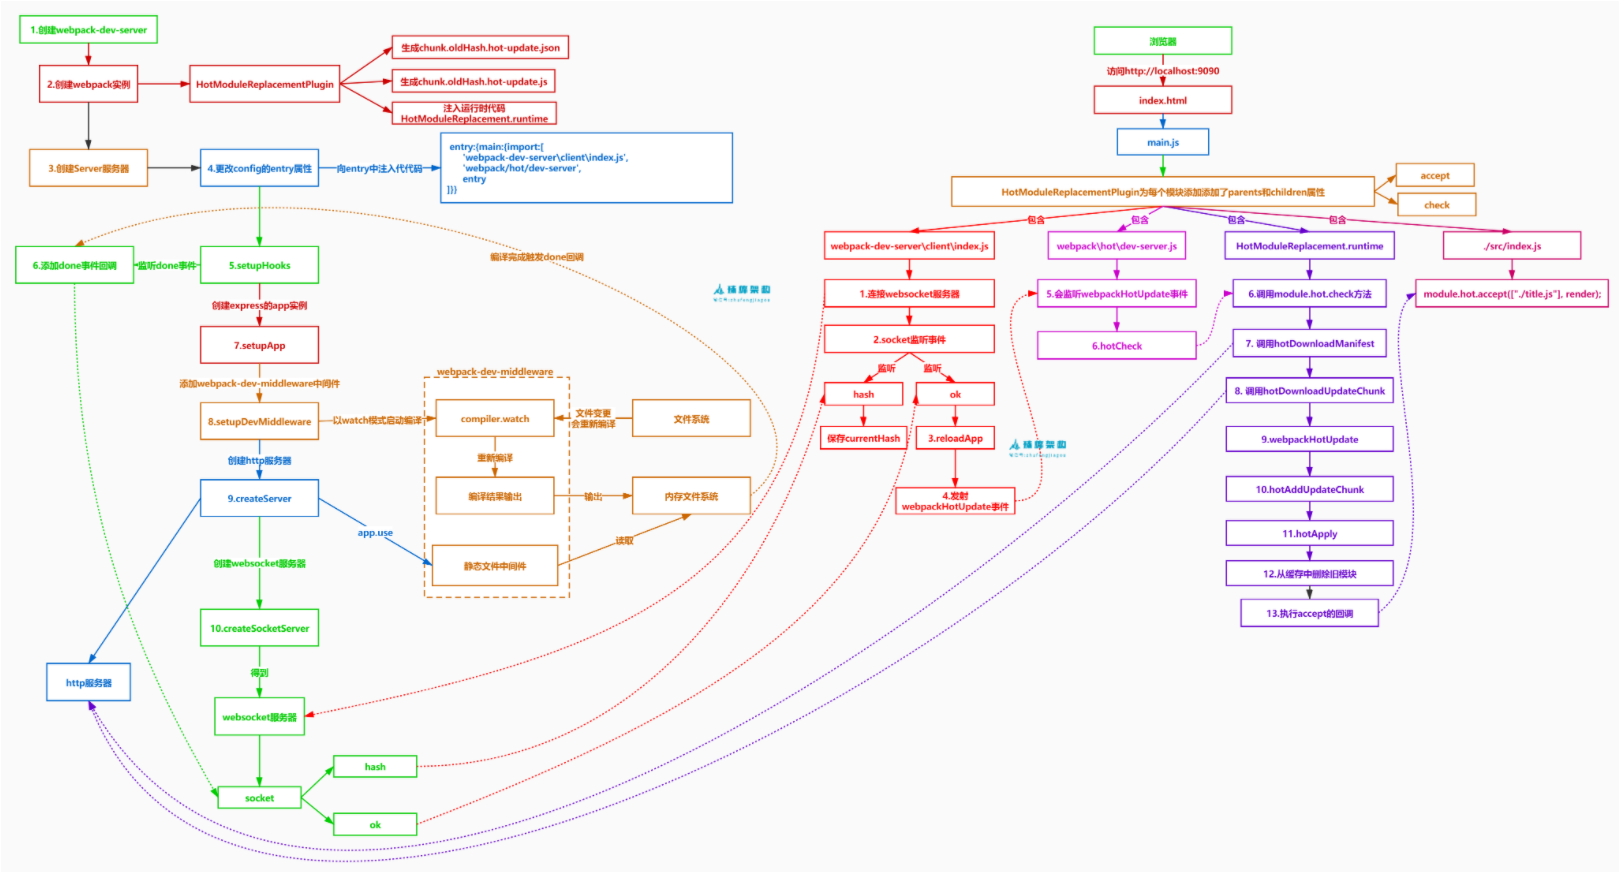 1.创建webpack-dev-server
2.创建webpack实例
HotModuleReplacementPlugin
生成chunk.oldHash.hot-update.json
生成chunk.oldHash.hot-update.js
注入运行时代码
HotModuleReplacement.runtime
3.创建Server服务器
4.更改config的entry属性
向entry中注入代代码
entry:{main:{import:[
'webpack-dev-server\client\index.js',
'webpack/hot/dev-server',
entry
]}}
编译完成触发done回调
6.添加done事件回调
监听done事件
5.setupHooks
创建express的app实例
7.setupApp
添加webpack-dev-middleware中间件
8.setupDevMiddleware
以watch模式启动编译
webpack-dev-middleware
compiler.watch
文件变更
会重新编译
文件系统
重新编译
编译结果输出
输出
内存文件系统
读取
静态文件中间件
创建http服务器
9.createServer
app.use
创建websocket服务器
10.createSocketServer
得到
http服务器
websocket服务器
socket
hash
ok
浏览器
访问http://localhost:9090
index.html
main.js
HotModuleReplacementPlugin为每个模块添加添加了parents和children属性
accept
check
包含
包含
包含
包含
webpack-dev-server\client\index.js
webpack\hot\dev-server.js
HotModuleReplacement.runtime
./src/index.js
1.连接websocket服务器
5.会监听webpackHotUpdate事件
6.调用module.hot.check方法
module.hot.accept(["./title.js"], render);
2.socket监听事件
6.hotCheck
7. 调用hotDownloadManifest
监听
监听
hash
ok
8. 调用hotDownloadUpdateChunk
保存currentHash
3.reloadApp
9.webpackHotUpdate
4.发射
webpackHotUpdate事件
10.hotAddUpdateChunk
11.hotApply
12.从缓存中删除旧模块
13.执行accept的回调